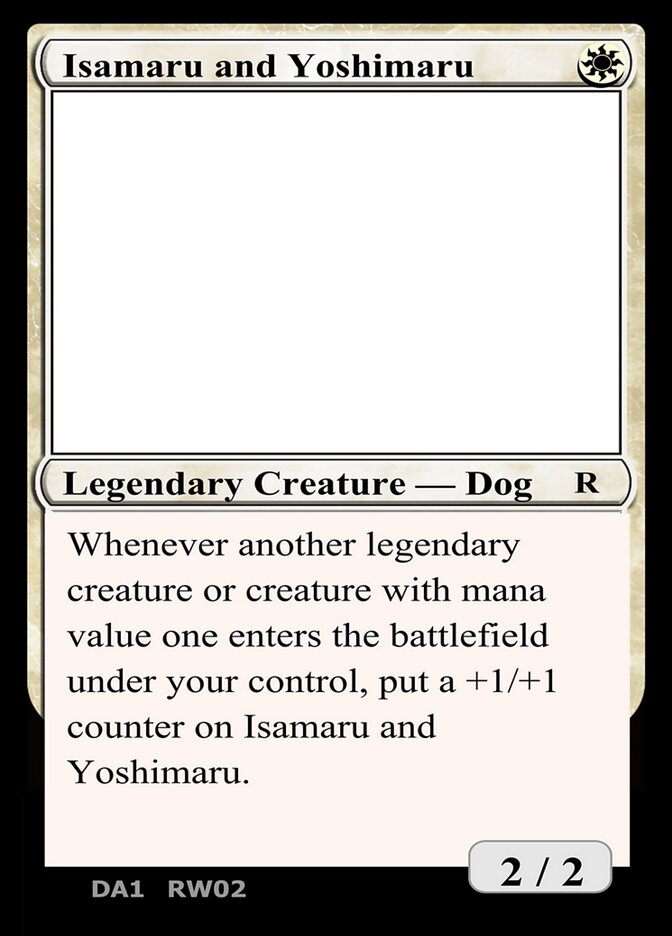 Isamaru and Yoshimaru
Legendary Creature — Dog R
Whenever another legendary
creature or creature with mana
value one enters the battlefield
under your control, put a +1/+1
counter on Isamaru and
Yoshimaru.
2 / 2
DA1 RW02